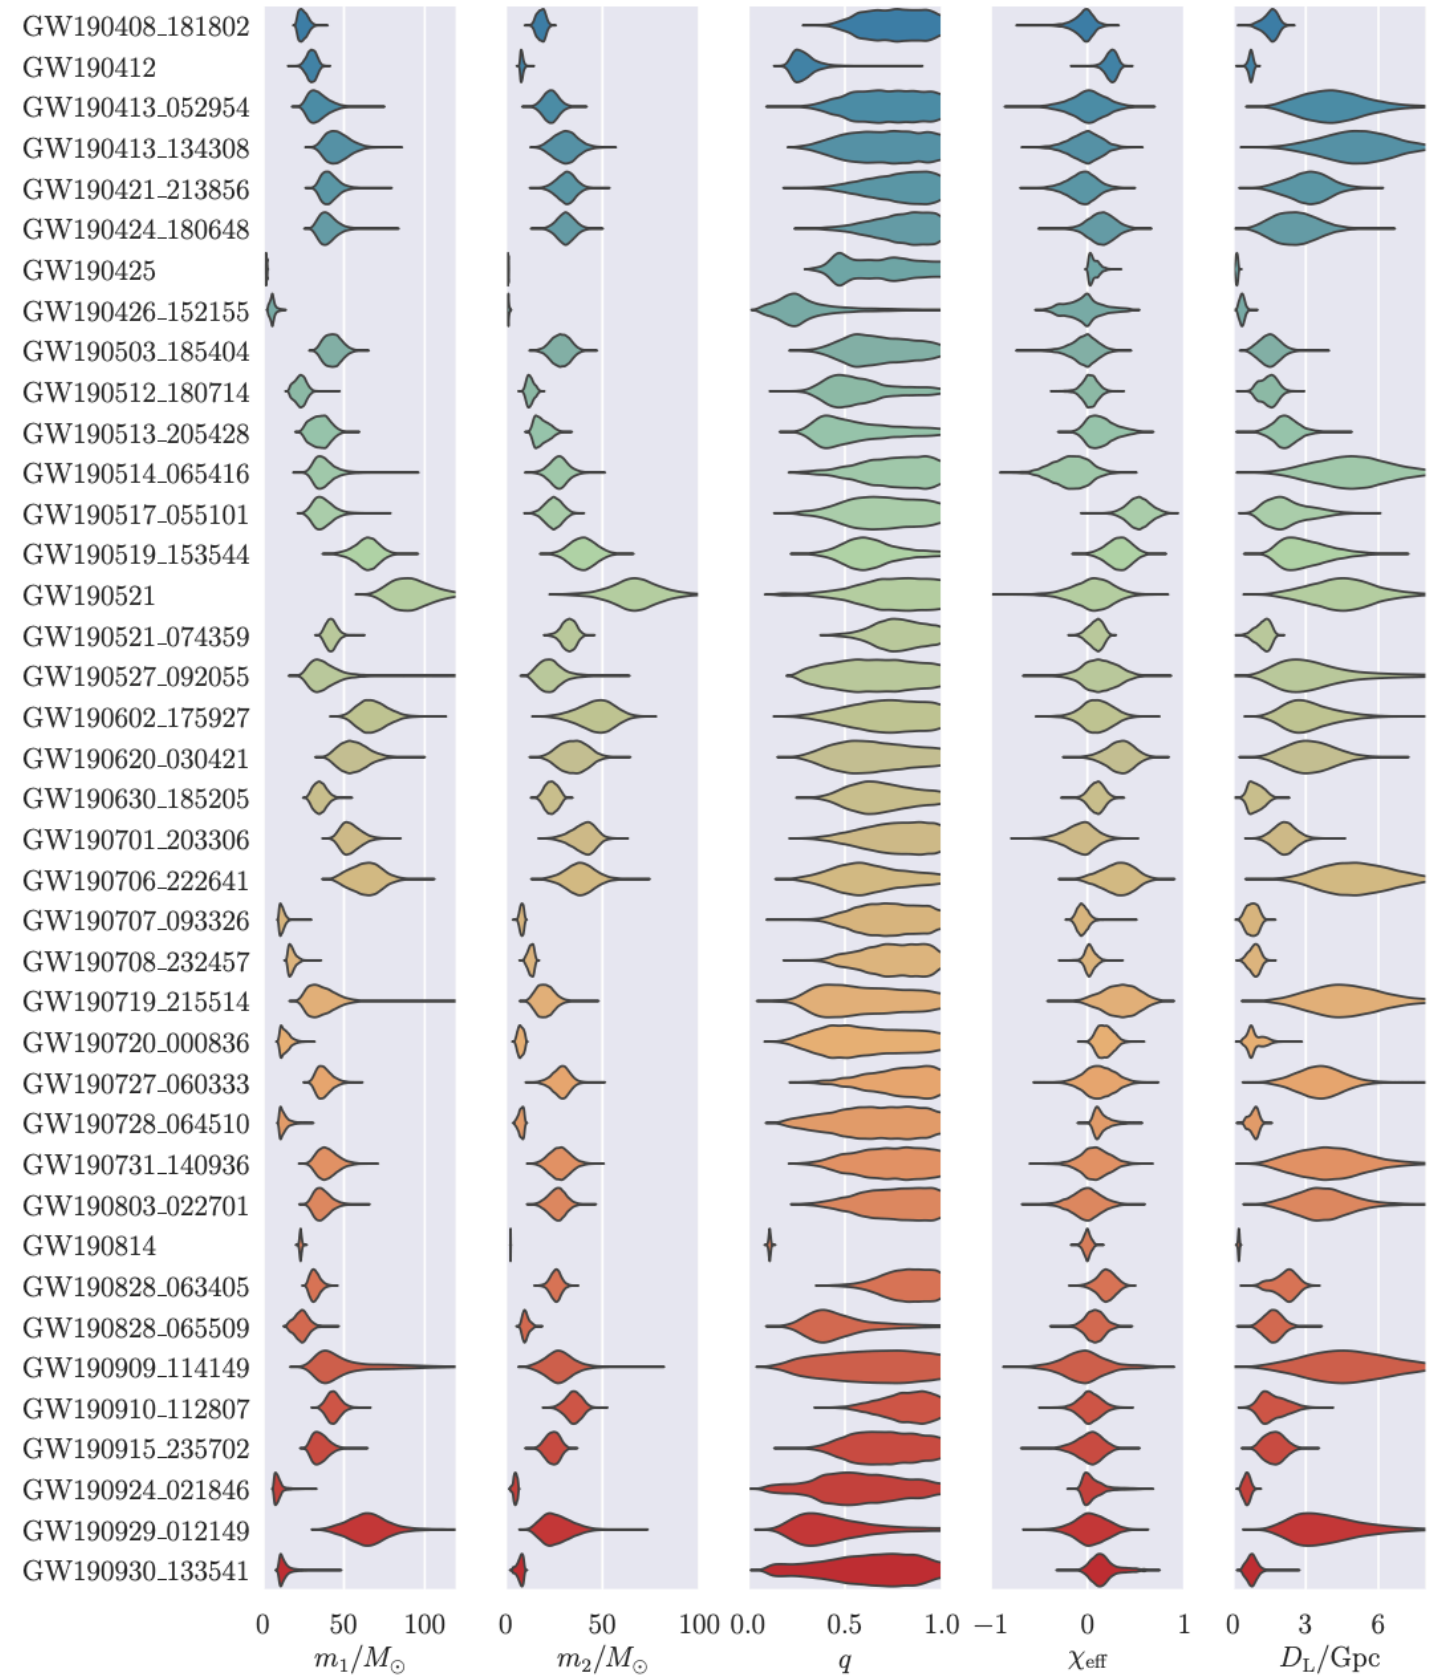 GW190408_181802
GW190412
GW190413_052954
GW190413_134308
GW190421_213856
GW190424_180648
GW190425
GW190426_152155
GW190503_185404
GW190512_180714
GW190513_205428
GW190514_065416
GW190517_055101
GW190519_153544
GW190521
GW190521_074359
GW190527_092055
GW190602_175927
GW190620_030421
GW190630_185205
GW190701_203306
GW190706_222641
GW190707_093326
GW190708_232457
GW190719_215514
GW190720_000836
GW190727_060333
GW190728_064510
GW190731_140936
GW190803_022701
GW190814
GW190828_063405
GW190828_065509
GW190909_114149
GW190910_112807
GW190915_235702
GW190924_021846
GW190929_012149
GW190930_133541
0 50 100 0 50 100 0.0 0.5 1.0 −1 0 1 0 3 6
m₁/M⊙ m₂/M⊙ q χeff D_L/Gpc